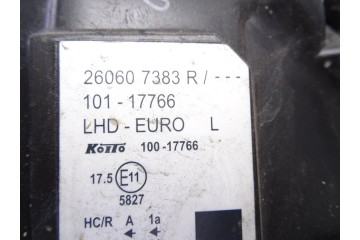 26060 7383 R / ---
101 - 17766
LHD - EURO L
KOITO 100-17766
17.5 E11
5827
HC/R A 1a
← ←